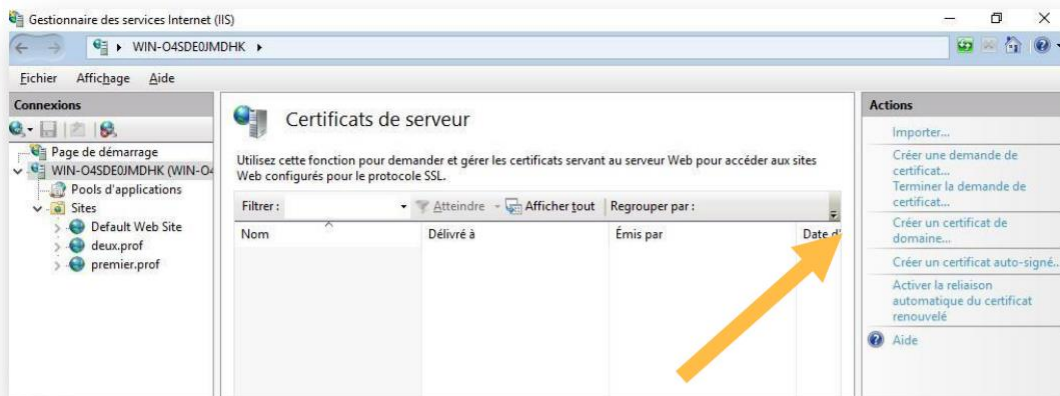 Gestionnaire des services Internet (IIS)
WIN-O4SDE0JMDHK
Fichier Affichage Aide
Connexions
Page de démarrage
WIN-O4SDE0JMDHK (WIN-O4
Pools d'applications
Sites
Default Web Site
deux.prof
premier.prof
Certificats de serveur
Utilisez cette fonction pour demander et gérer les certificats servant au serveur Web pour accéder aux sites
Web configurés pour le protocole SSL.
Filtrer : Atteindre Afficher tout Regrouper par :
Nom Délivré à Émis par Date d'
Actions
Importer...
Créer une demande de
certificat...
Terminer la demande de
certificat...
Créer un certificat de
domaine...
Créer un certificat auto-signé..
Activer la reliaison
automatique du certificat
renouvelé
Aide